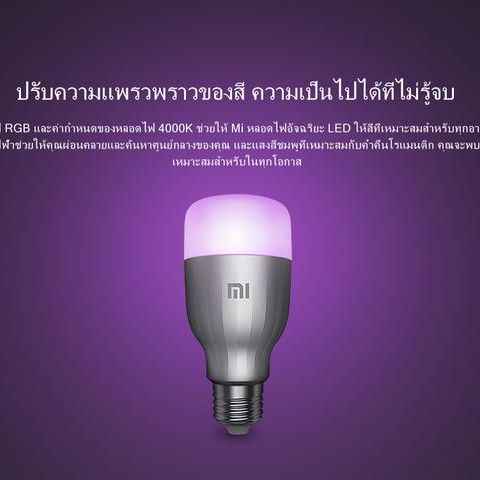 ปรับความแพรวพราวของสี ความเป็นไปได้ที่ไม่รู้จบ
RGB และค่ากำหนดของหลอดไฟ 4000K ช่วยให้ Mi หลอดไฟอัจฉริยะ LED ให้สีที่เหมาะสมสำหรับทุกอา
ช่วยให้คุณผ่อนคลายและค้นหาศูนย์กลางของคุณ และแสงสีชมพูที่เหมาะสมกับค่ำคืนโรแมนติก คุณจะพบ
เหมาะสมสำหรับในทุกโอกาส
MI